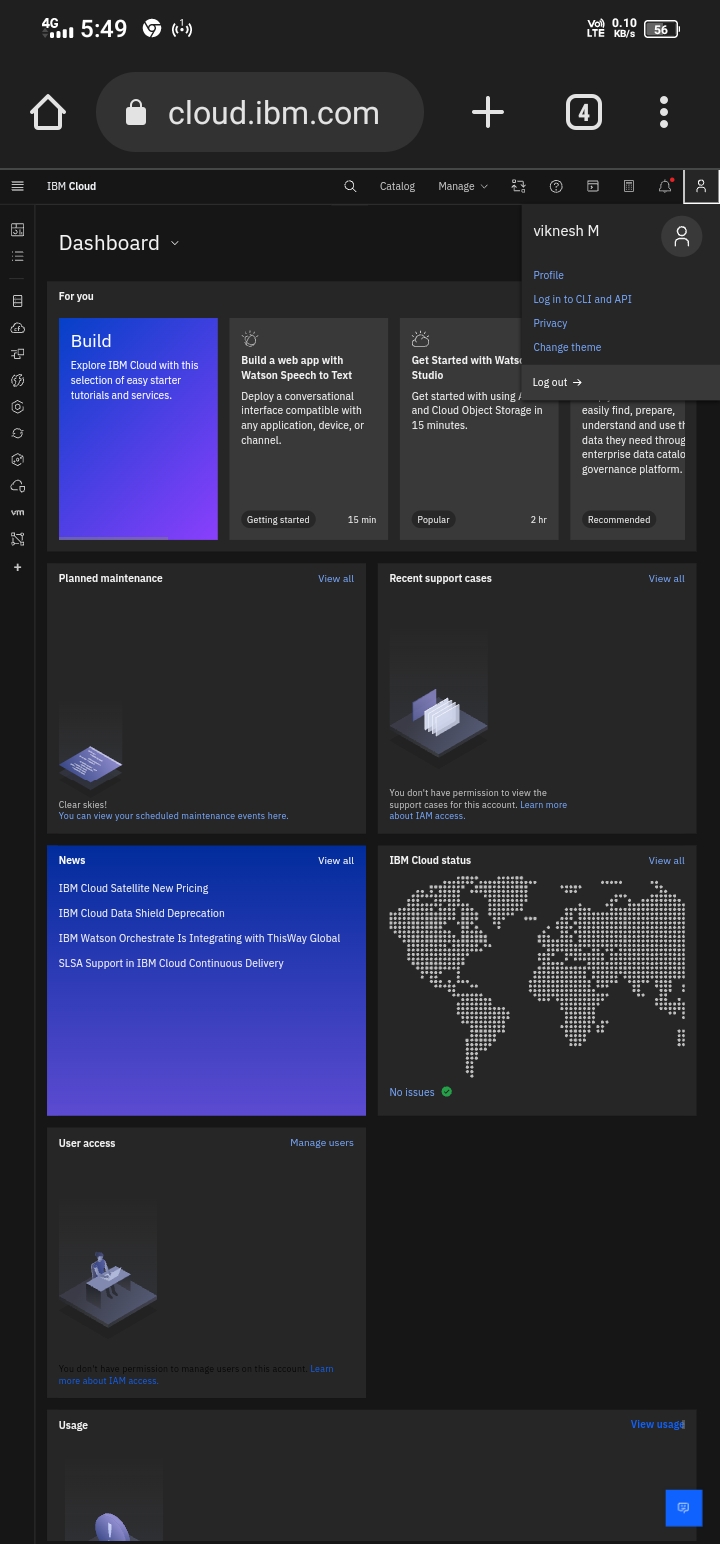 4G 5:49 Vo) LTE 0.10 KB/s 56
cloud.ibm.com
4
IBM Cloud
Catalog
Manage
viknesh M
Profile
Log in to CLI and API
Privacy
Change theme
Log out →
Dashboard
For you
Build
Explore IBM Cloud with this
selection of easy starter
tutorials and services.
Build a web app with
Watson Speech to Text
Deploy a conversational
interface compatible with
any application, device, or
channel.
Getting started
15 min
Get Started with Watso
Studio
Get started with using A
and Cloud Object Storage in
15 minutes.
Popular
2 hr
easily find, prepare,
understand and use th
data they need throug
enterprise data catalo
governance platform.
Recommended
vm
+
Planned maintenance
View all
Clear skies!
You can view your scheduled maintenance events here.
Recent support cases
View all
You don't have permission to view the
support cases for this account. Learn more
about IAM access.
News
View all
IBM Cloud Satellite New Pricing
IBM Cloud Data Shield Deprecation
IBM Watson Orchestrate Is Integrating with ThisWay Global
SLSA Support in IBM Cloud Continuous Delivery
IBM Cloud status
View all
No issues
User access
Manage users
You don't have permission to manage users on this account. Learn
more about IAM access.
Usage
View usage